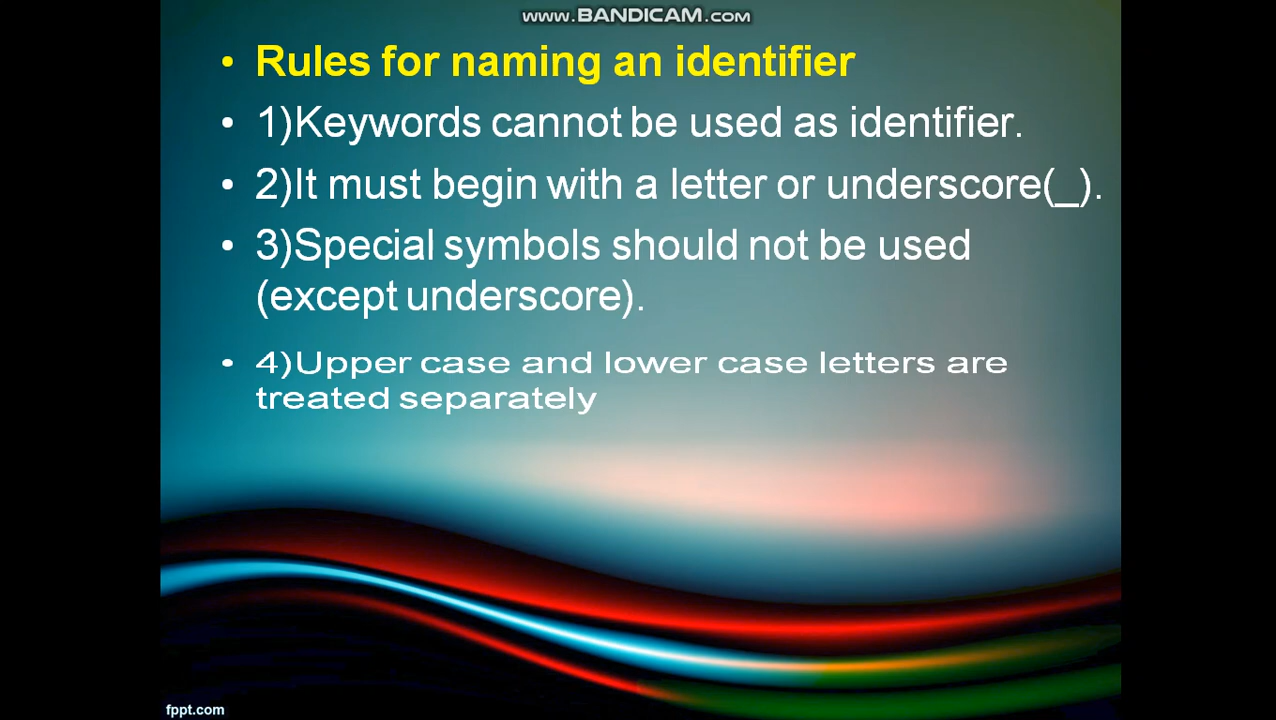 www.BANDICAM.com
• Rules for naming an identifier
• 1)Keywords cannot be used as identifier.
• 2)It must begin with a letter or underscore(_).
• 3)Special symbols should not be used
(except underscore).
• 4)Upper case and lower case letters are
treated separately
fppt.com